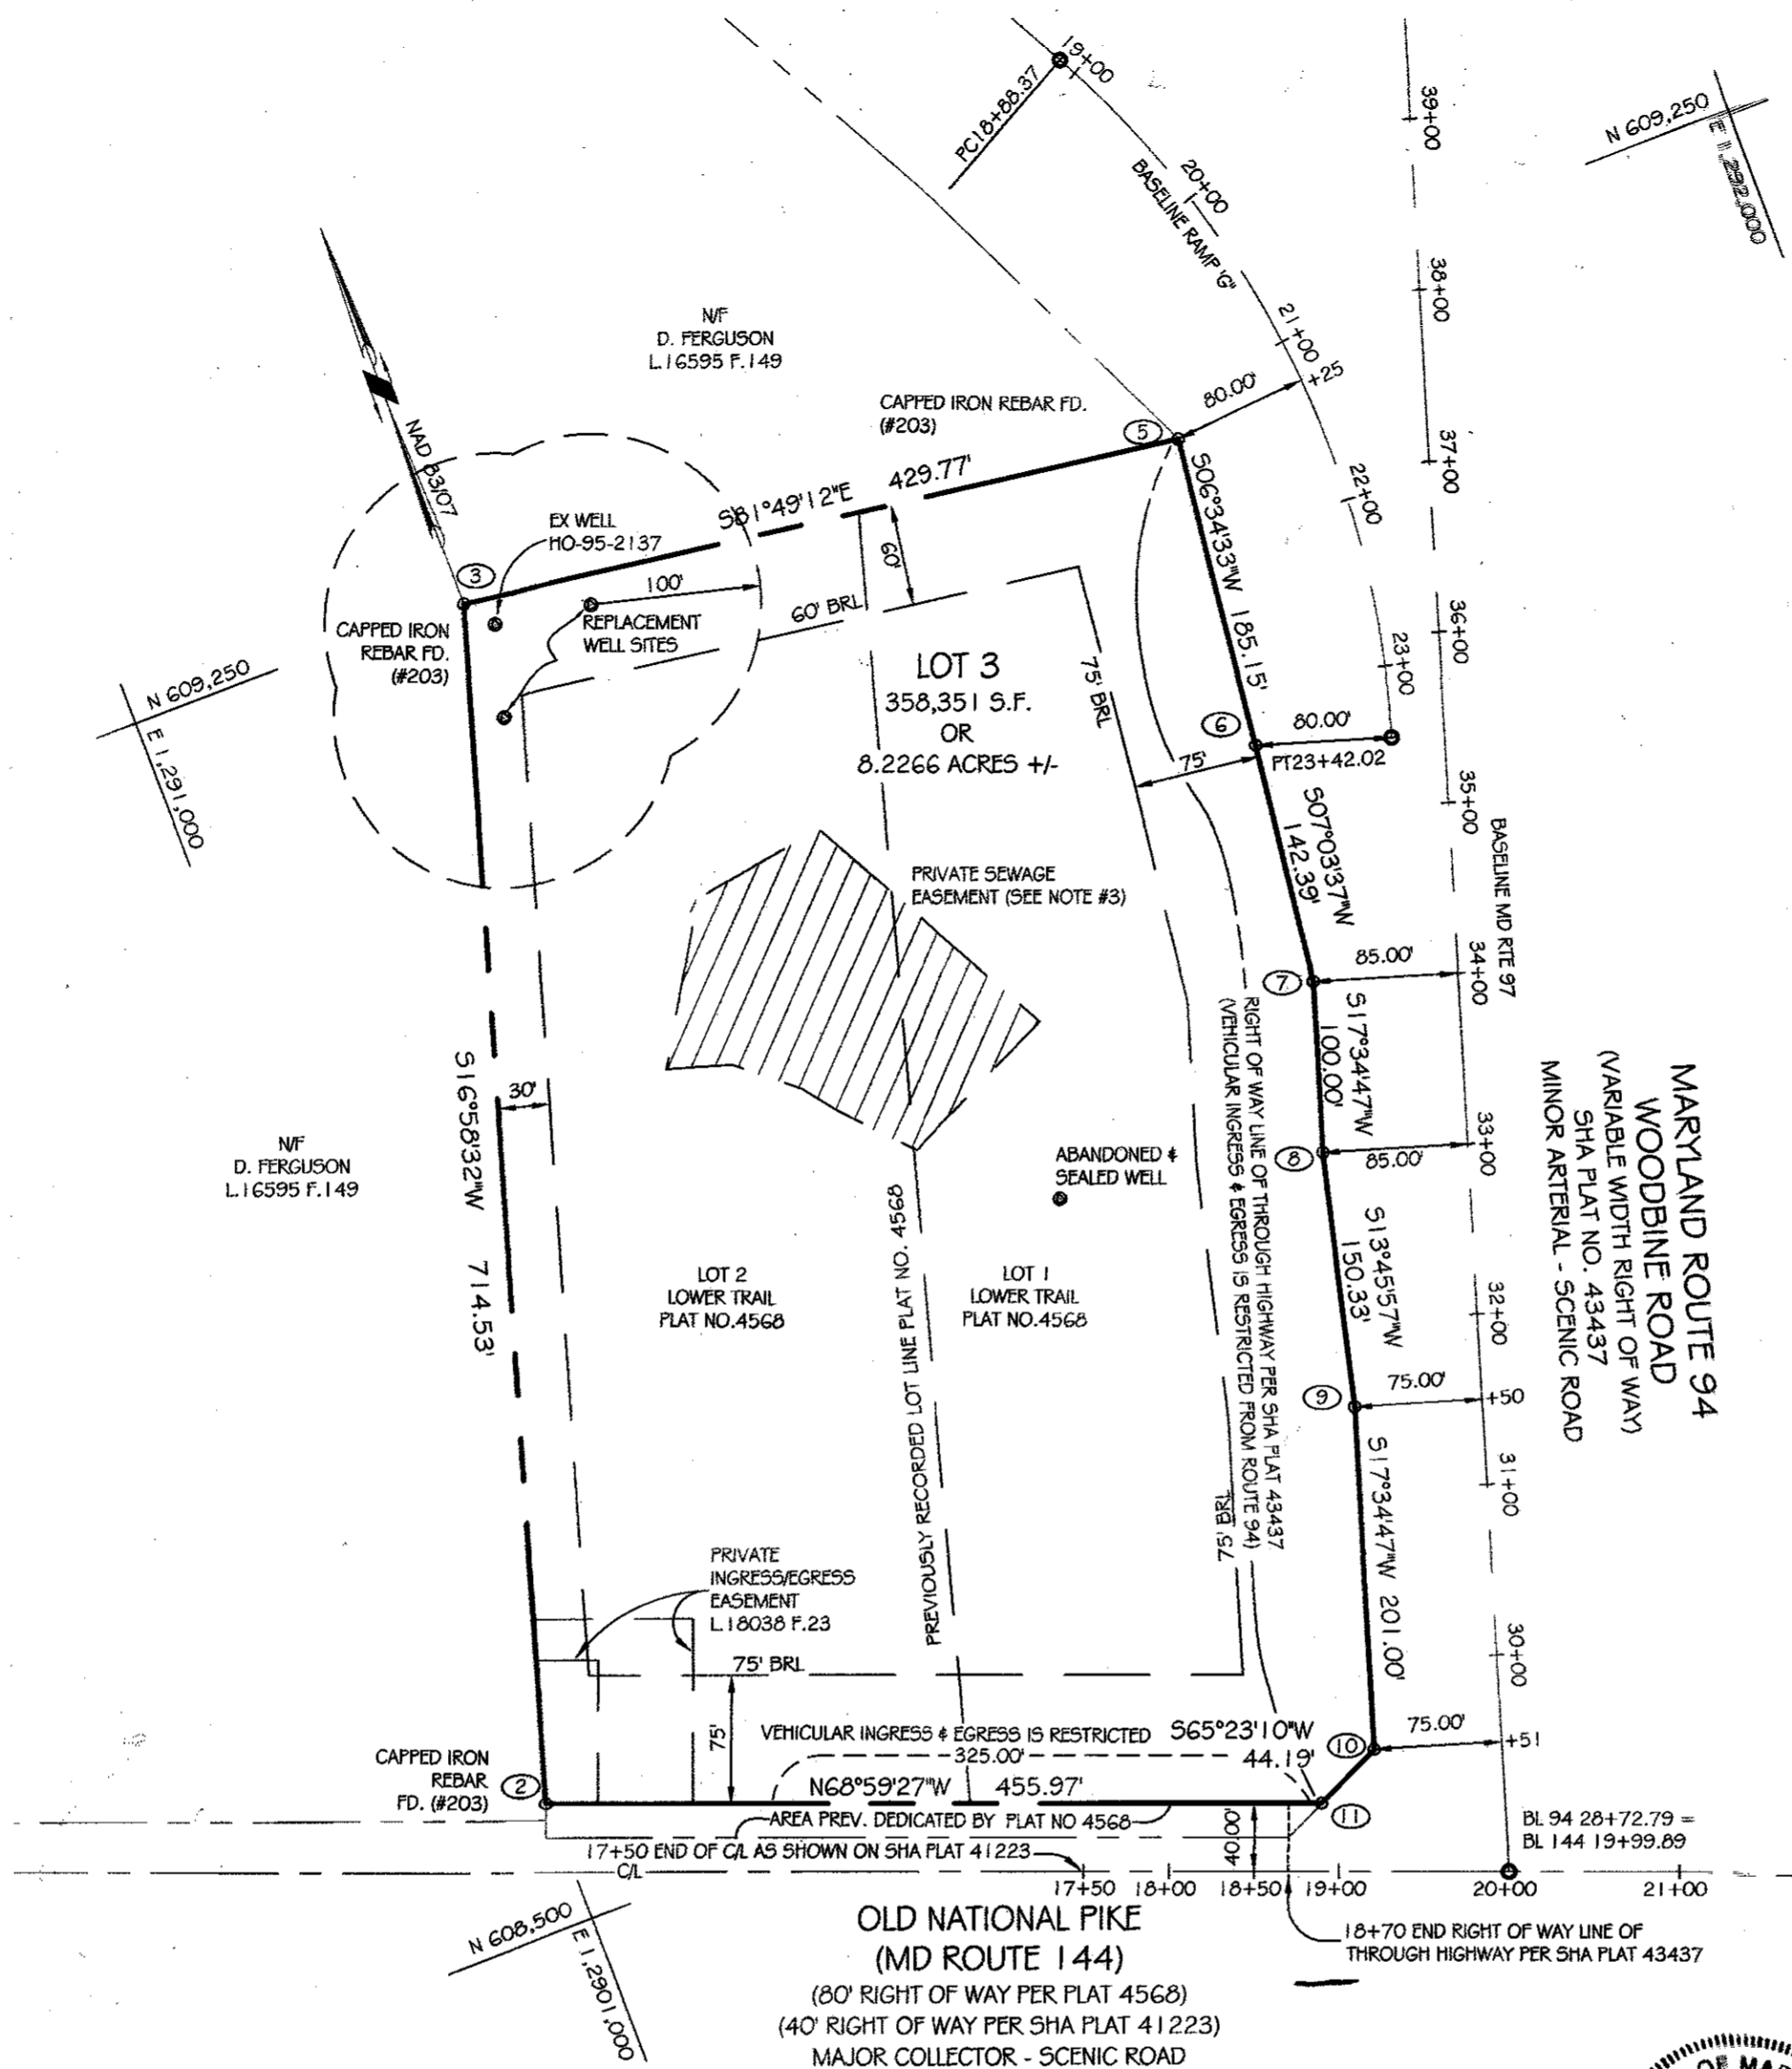 19+00
PC18+88.37
20+00
BASELINE RAMP 'G'
21+00
+25
22+00
23+00
39+00
38+00
37+00
36+00
35+00
34+00
33+00
32+00
+50
31+00
30+00
+51
N 609,250
E 1,292,000
N/F
D. FERGUSON
L.16595 F.149
NAD 83/07
CAPPED IRON REBAR FD.
(#203)
5
80.00'
S81°49'12"E 429.77'
S06°34'33"W 185.15'
EX WELL
HO-95-2137
3
100'
60'
60' BRL
REPLACEMENT
WELL SITES
CAPPED IRON
REBAR FD.
(#203)
N 609,250
E 1,291,000
LOT 3
358,351 S.F.
OR
8.2266 ACRES +/-
75' BRL
6
80.00'
75'
PT23+42.02
S07°03'37"W
142.39'
BASELINE MD RTE 97
PRIVATE SEWAGE
EASEMENT (SEE NOTE #3)
7
85.00'
S17°34'47"W
100.00'
RIGHT OF WAY LINE OF THROUGH HIGHWAY PER SHA PLAT 43437
(VEHICULAR INGRESS & EGRESS IS RESTRICTED FROM ROUTE 94)
MARYLAND ROUTE 94
WOODBINE ROAD
(VARIABLE WIDTH RIGHT OF WAY)
SHA PLAT NO. 43437
MINOR ARTERIAL - SCENIC ROAD
S16°58'32"W 714.53'
30'
N/F
D. FERGUSON
L.16595 F.149
ABANDONED &
SEALED WELL
8
85.00'
S13°45'57"W
150.33'
LOT 2
LOWER TRAIL
PLAT NO.4568
PREVIOUSLY RECORDED LOT LINE PLAT NO. 4568
LOT 1
LOWER TRAIL
PLAT NO.4568
9
75.00'
S17°34'47"W 201.00'
75' BRL
PRIVATE
INGRESS/EGRESS
EASEMENT
L.18038 F.23
75' BRL
75'
VEHICULAR INGRESS & EGRESS IS RESTRICTED
325.00'
S65°23'10"W
44.19'
10
75.00'
CAPPED IRON
REBAR
FD. (#203)
2
N68°59'27"W 455.97'
11
AREA PREV. DEDICATED BY PLAT NO 4568
40.00'
BL 94 28+72.79 =
BL 144 19+99.89
17+50 END OF C/L AS SHOWN ON SHA PLAT 41223
C/L
17+50 18+00 18+50 19+00 20+00 21+00
N 608,500
E 1,2901,000
OLD NATIONAL PIKE
(MD ROUTE 144)
(80' RIGHT OF WAY PER PLAT 4568)
(40' RIGHT OF WAY PER SHA PLAT 41223)
MAJOR COLLECTOR - SCENIC ROAD
18+70 END RIGHT OF WAY LINE OF
THROUGH HIGHWAY PER SHA PLAT 43437